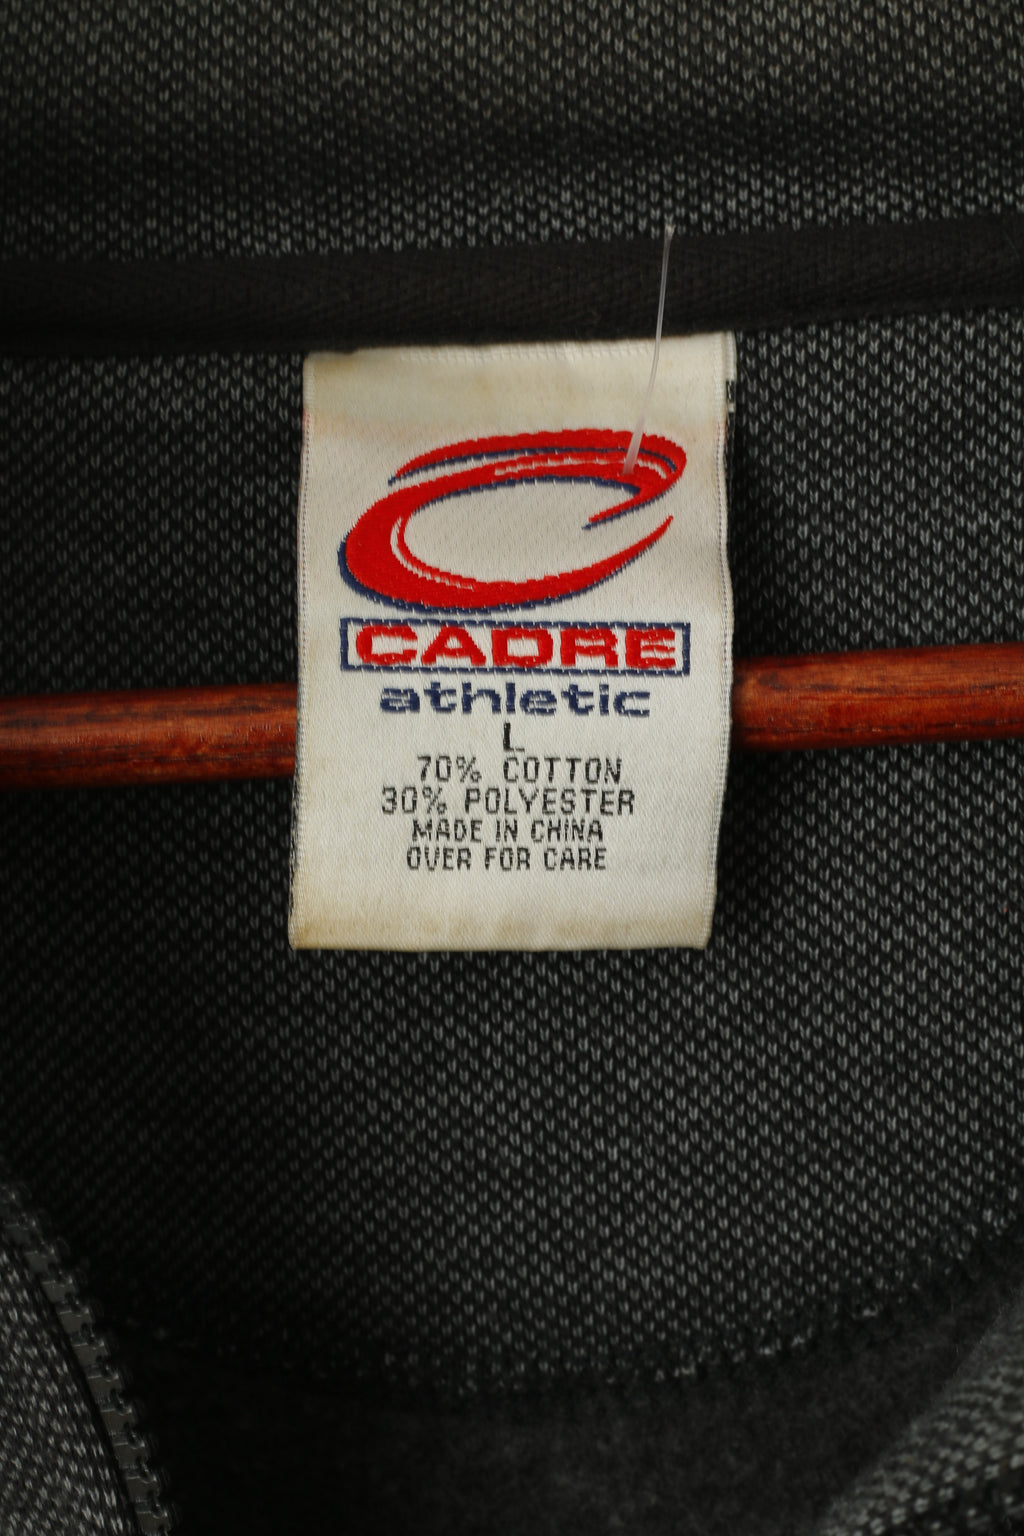 CADRE
athletic
L
70% COTTON
30% POLYESTER
MADE IN CHINA
OVER FOR CARE